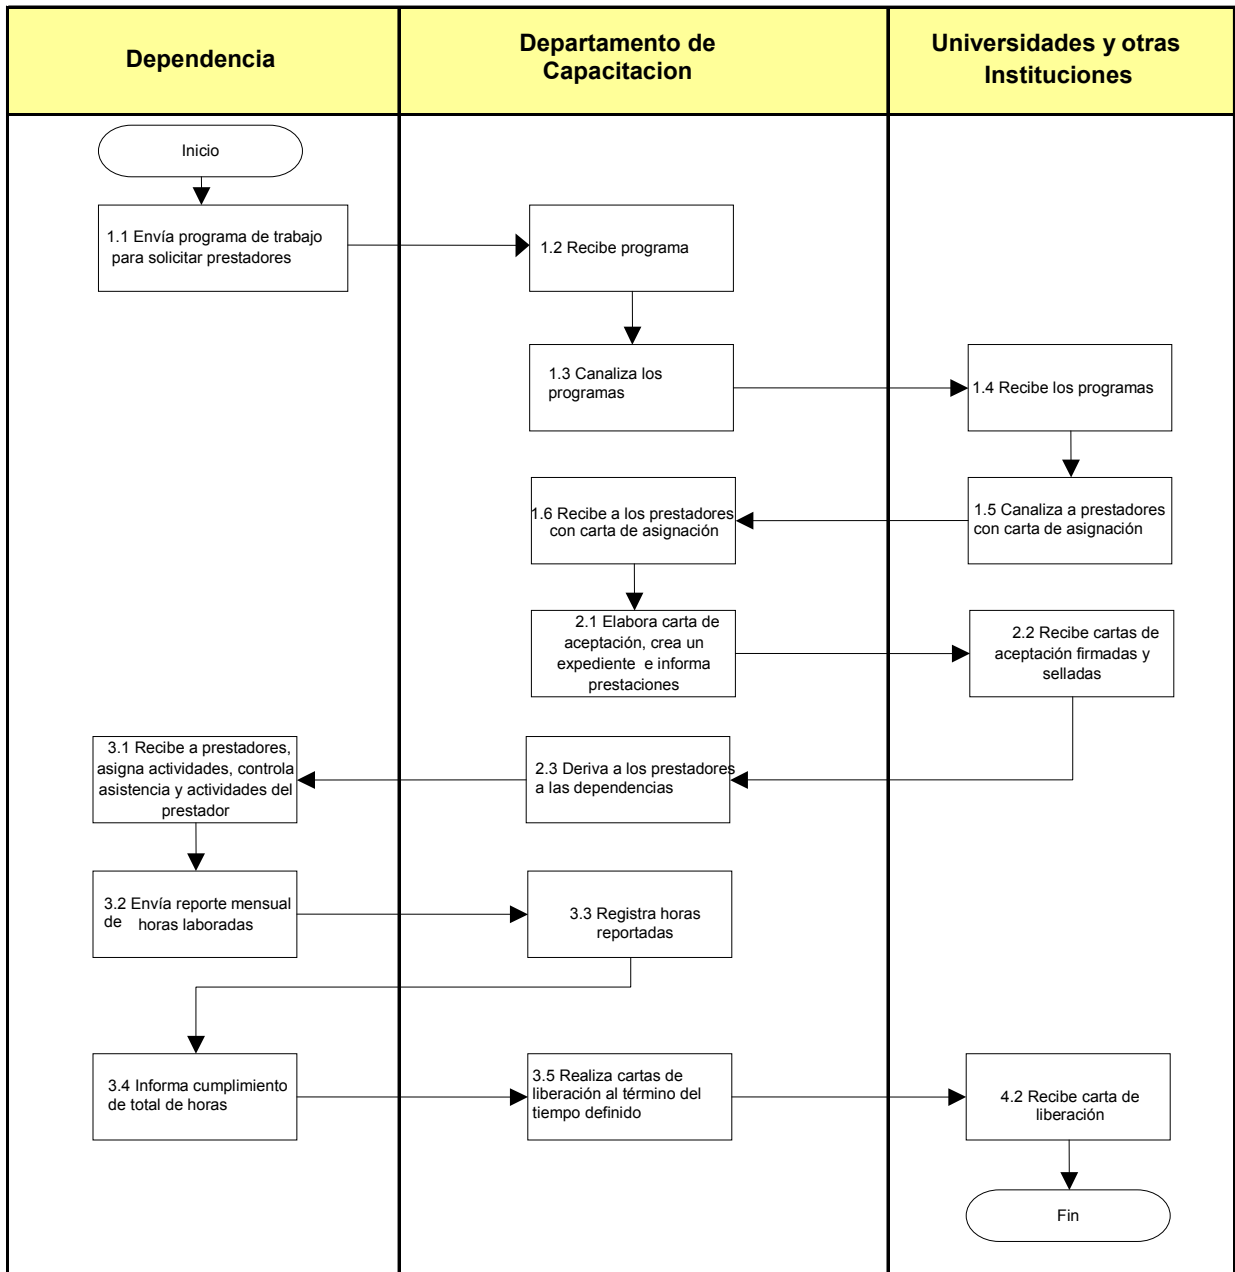 Dependencia
Departamento de
Capacitacion
Universidades y otras
Instituciones
Inicio
1.1 Envía programa de trabajo
para solicitar prestadores
1.2 Recibe programa
1.3 Canaliza los
programas
1.4 Recibe los programas
1.6 Recibe a los prestadores
con carta de asignación
1.5 Canaliza a prestadores
con carta de asignación
2.1 Elabora carta de
aceptación, crea un
expediente e informa
prestaciones
2.2 Recibe cartas de
aceptación firmadas y
selladas
3.1 Recibe a prestadores,
asigna actividades, controla
asistencia y actividades del
prestador
2.3 Deriva a los prestadores
a las dependencias
3.2 Envía reporte mensual
de horas laboradas
3.3 Registra horas
reportadas
3.4 Informa cumplimiento
de total de horas
3.5 Realiza cartas de
liberación al término del
tiempo definido
4.2 Recibe carta de
liberación
Fin